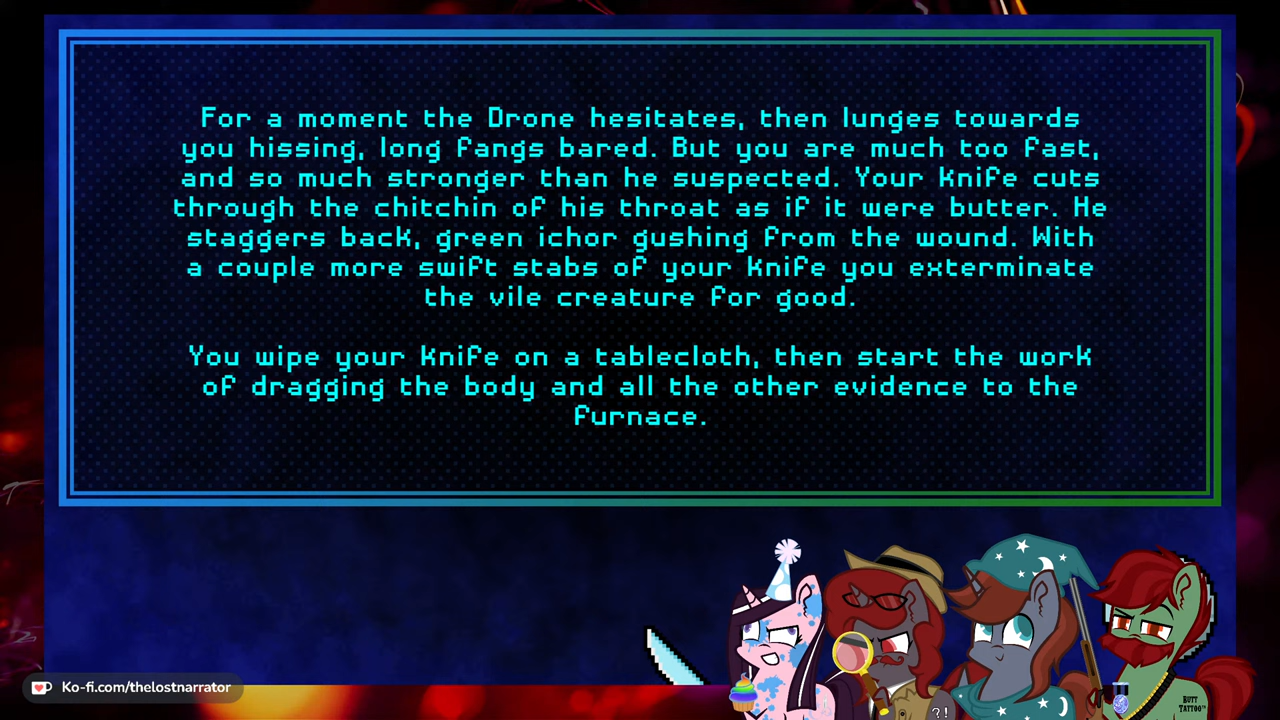 For a moment the Drone hesitates, then lunges towards
you hissing, long fangs bared. But you are much too fast,
and so much stronger than he suspected. Your knife cuts
through the chitchin of his throat as if it were butter. He
staggers back, green ichor gushing from the wound. With
a couple more swift stabs of your knife you exterminate
the vile creature for good.
You wipe your knife on a tablecloth, then start the work
of dragging the body and all the other evidence to the
furnace.
Ko-fi.com/thelostnarrator
?!
BUTT
TATTOO™